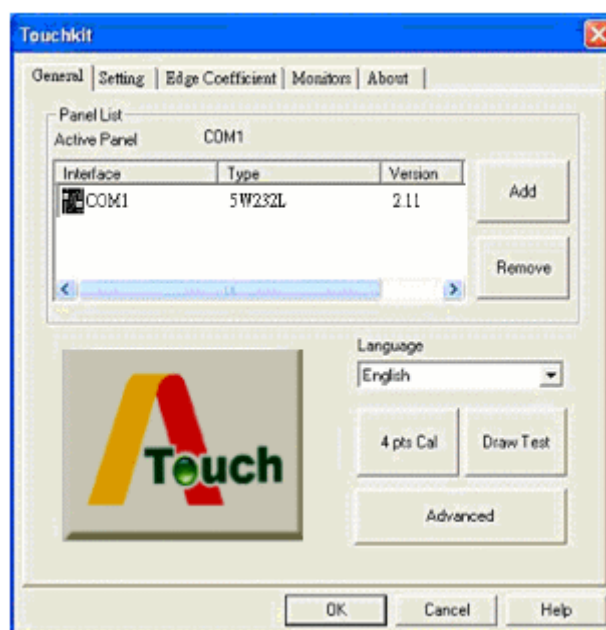 Touchkit
General Setting Edge Coefficient Monitors About
Panel List
Active Panel COM1
Interface Type Version
COM1 5W232L 2.11
Add
Remove
Language
English
Touch
4 pts Cal Draw Test
Advanced
OK Cancel Help